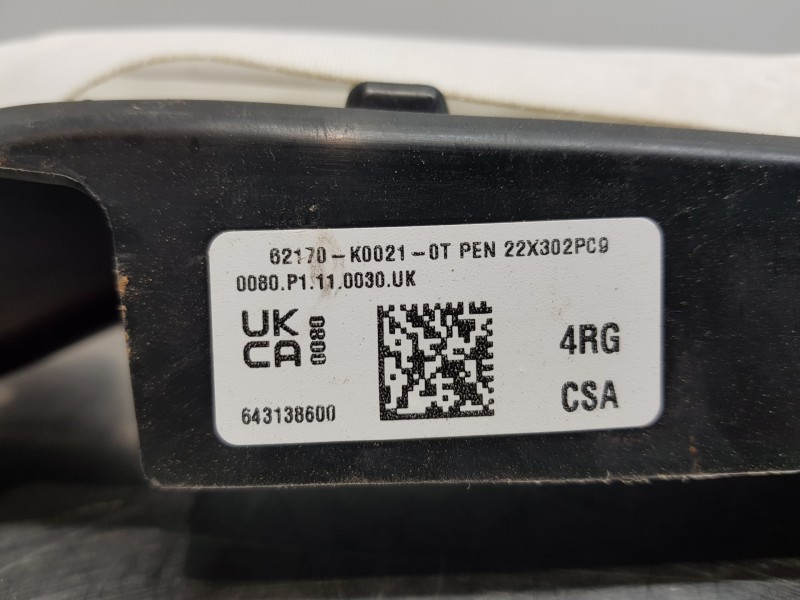 62170-K0021-0T PEN 22X302PC9
0080.P1.11.0030.UK
UK
CA
0080
4RG
CSA
643138600